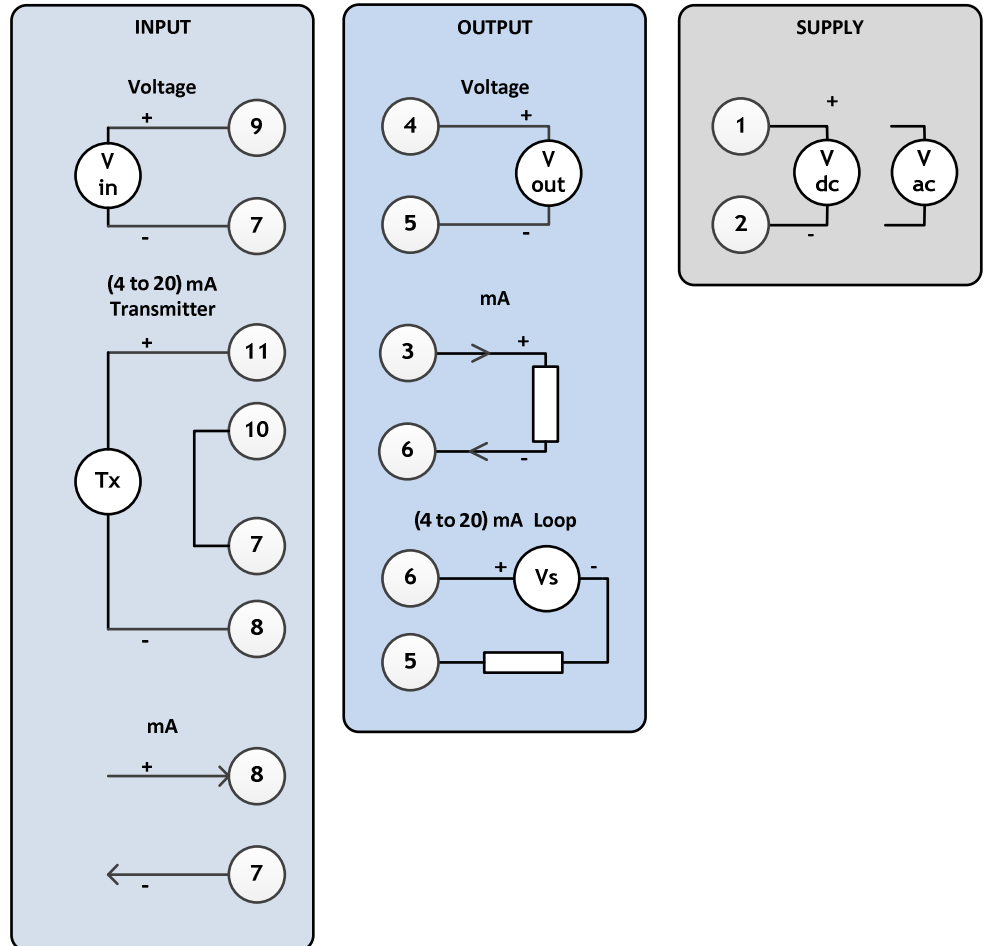 INPUT
Voltage
+
9
V
in
7
-
(4 to 20) mA
Transmitter
+
11
10
Tx
7
8
-
mA
+
8
7
-
OUTPUT
Voltage
4
+
V
out
5
-
mA
3
+
6
-
(4 to 20) mA Loop
6
+
Vs
-
5
SUPPLY
+
1
V
dc
V
ac
2
-